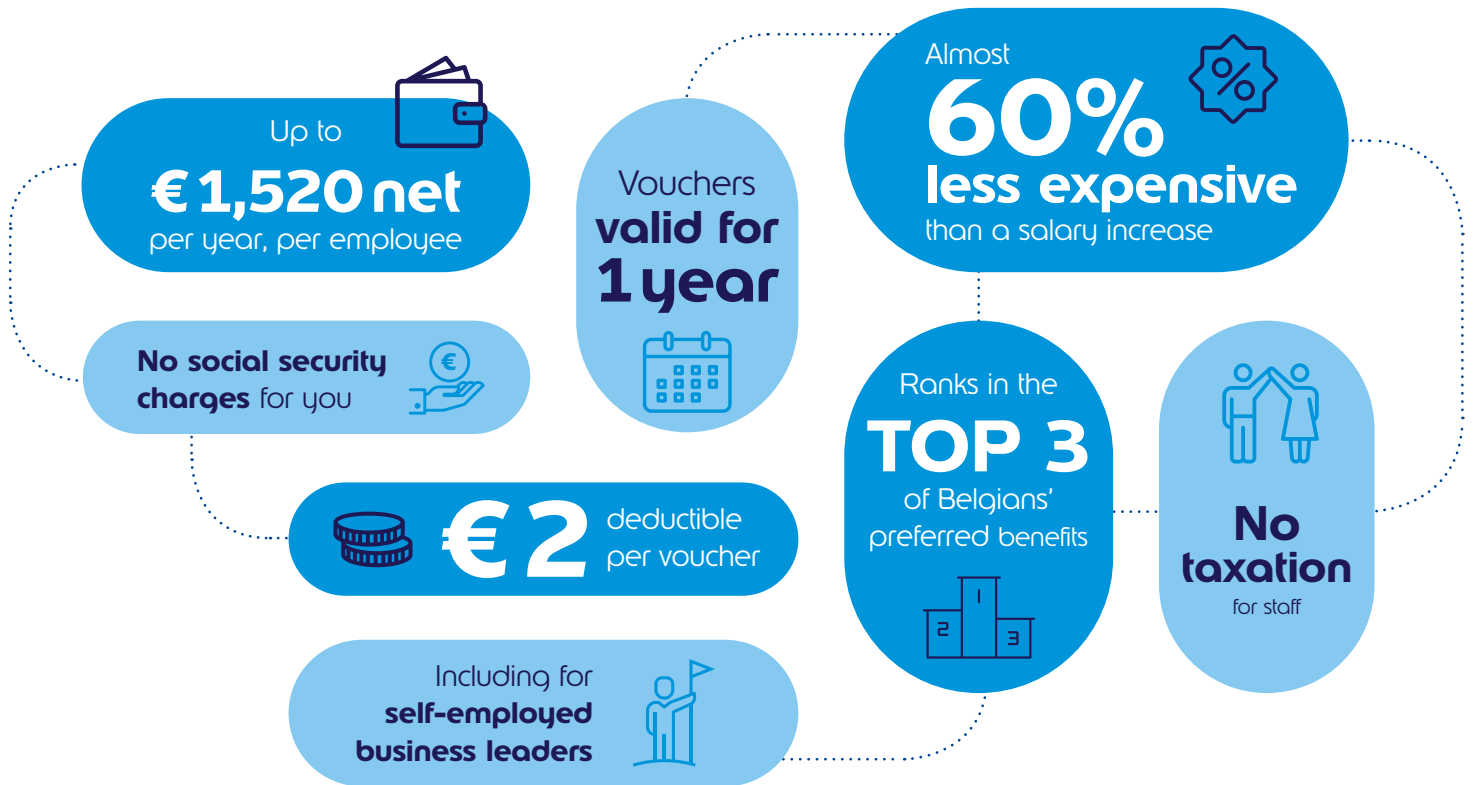 Up to
€ 1,520 net
per year, per employee
No social security
charges for you
€
€ 2
deductible
per voucher
Including for
self-employed
business leaders
Vouchers
valid for
1 year
Almost
60%
less expensive
than a salary increase
%
Ranks in the
TOP 3
of Belgians'
preferred benefits
1
2
3
No
taxation
for staff